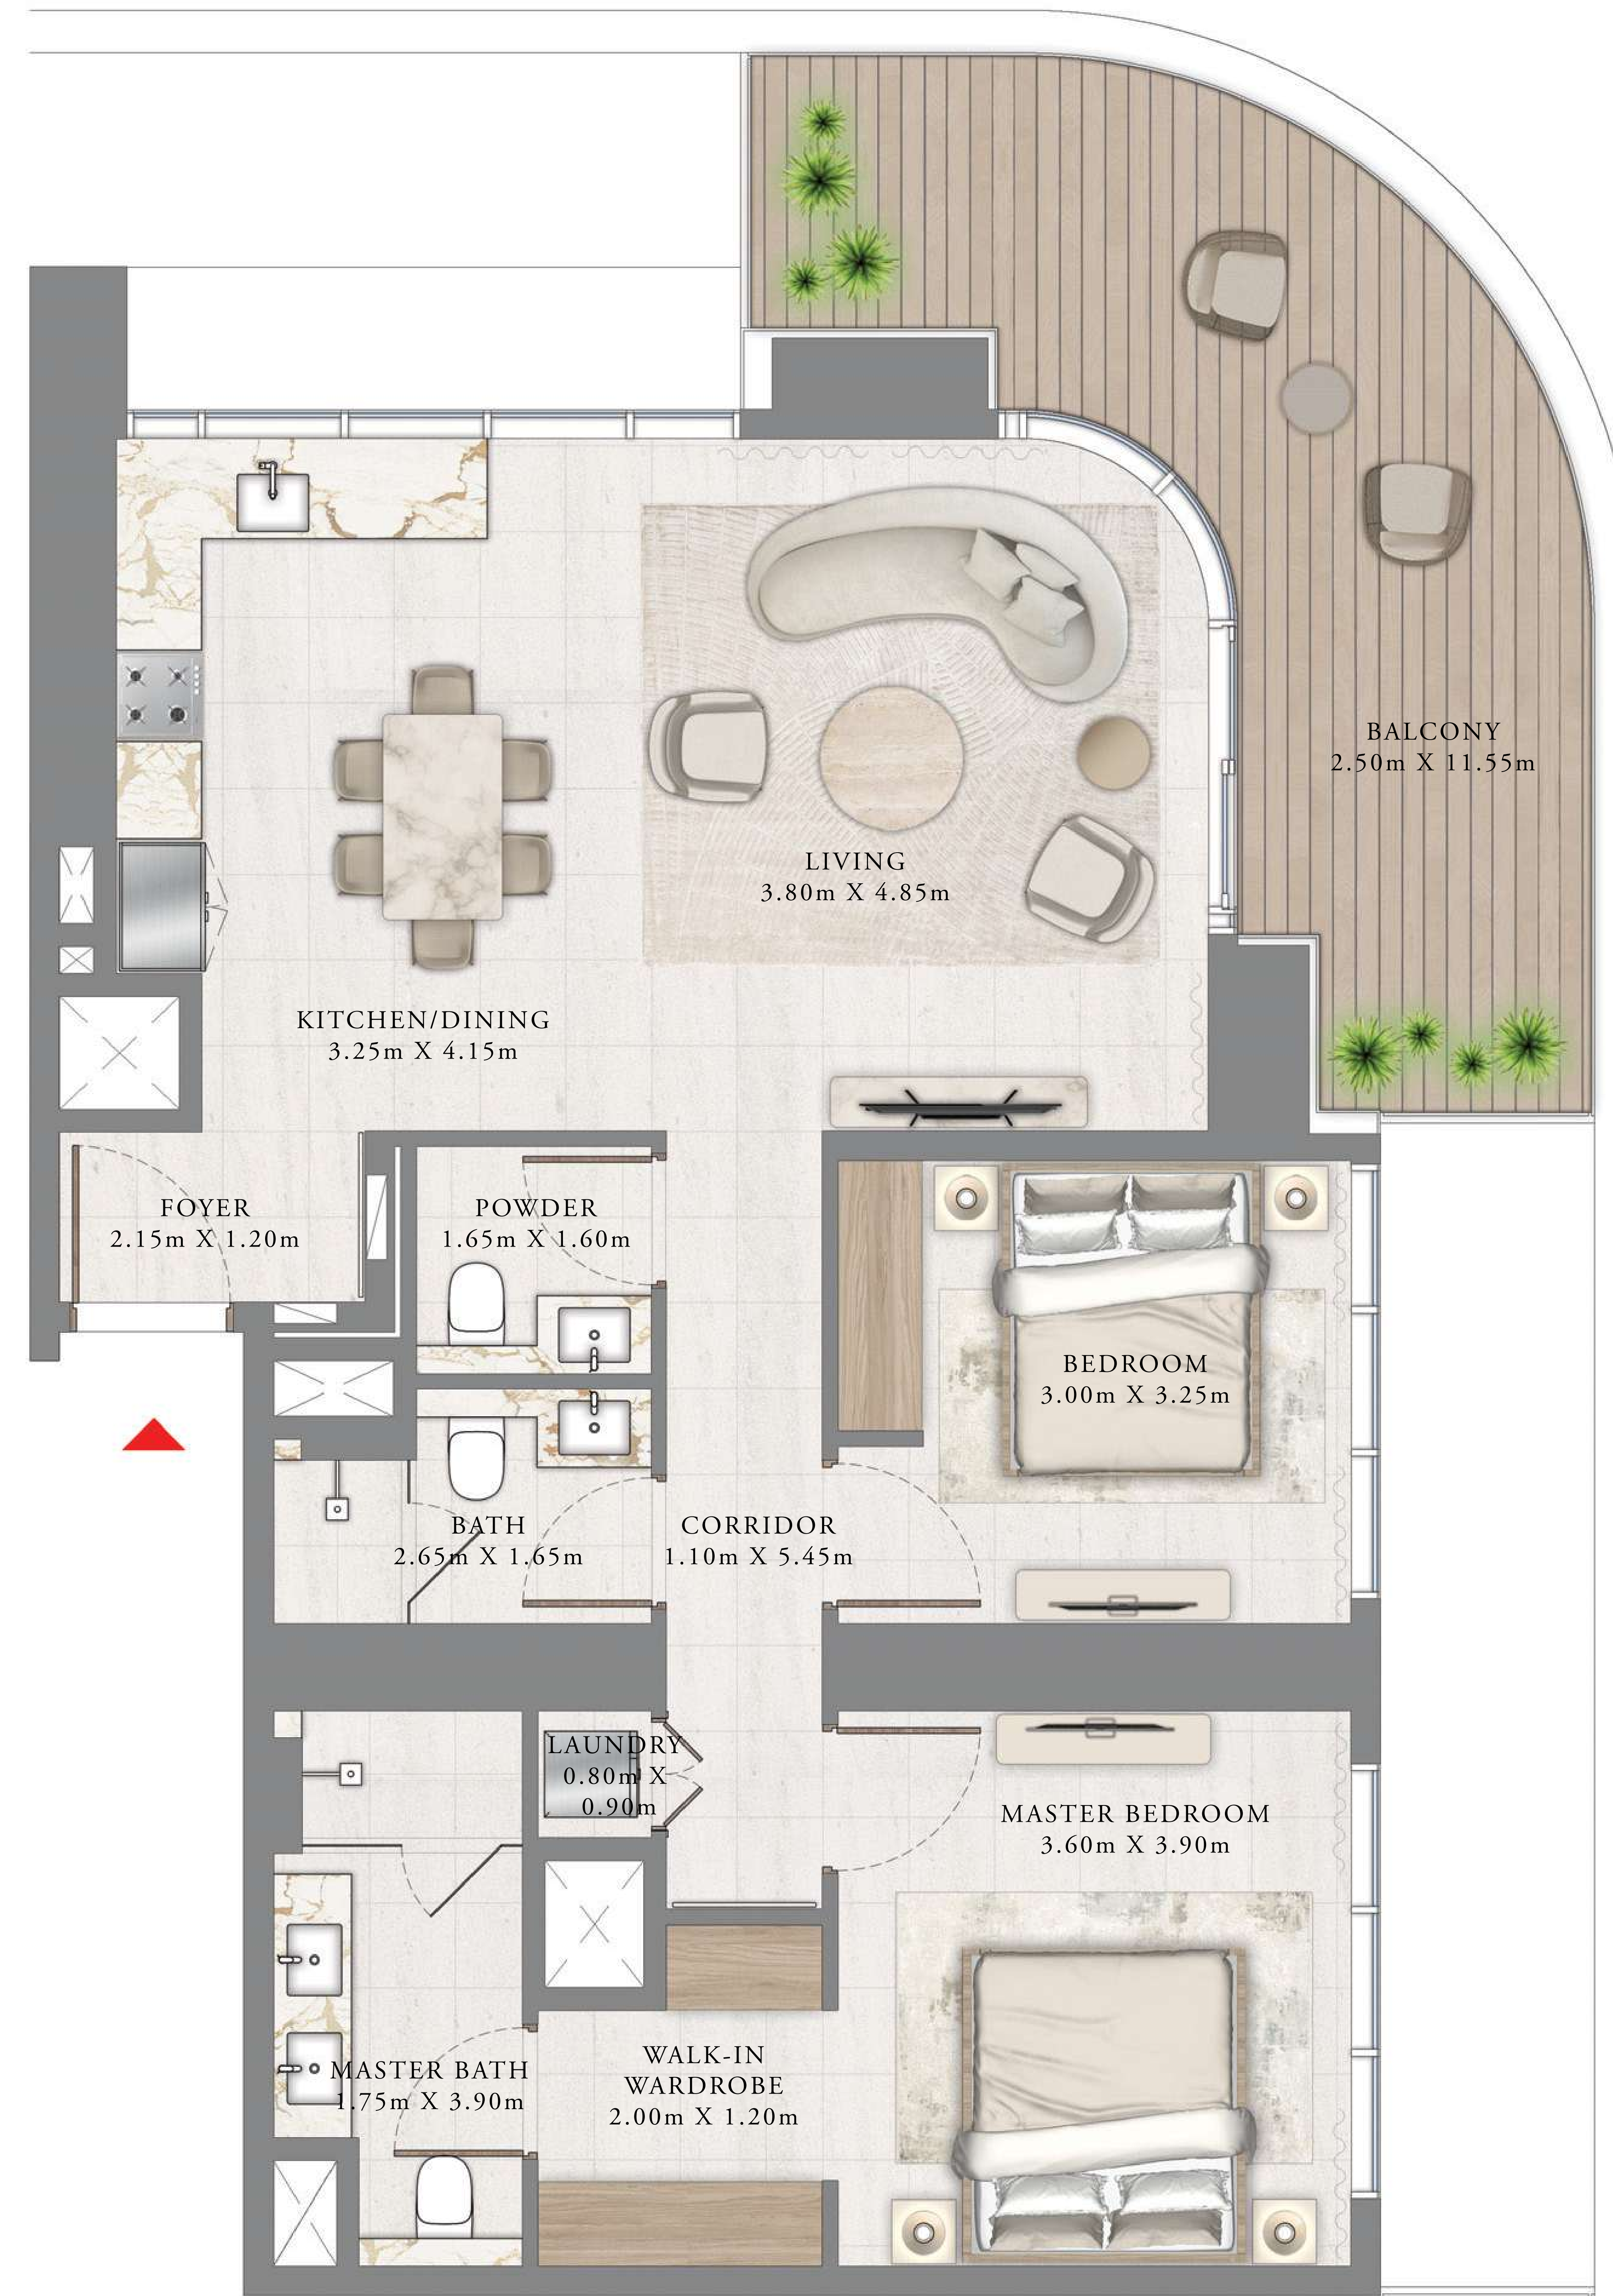 BALCONY
2.50m X 11.55m
LIVING
3.80m X 4.85m
KITCHEN/DINING
3.25m X 4.15m
FOYER
2.15m X 1.20m
POWDER
1.65m X 1.60m
BEDROOM
3.00m X 3.25m
BATH
2.65m X 1.65m
CORRIDOR
1.10m X 5.45m
LAUNDRY
0.80m X
0.90m
MASTER BEDROOM
3.60m X 3.90m
WALK-IN
WARDROBE
2.00m X 1.20m
MASTER BATH
1.75m X 3.90m